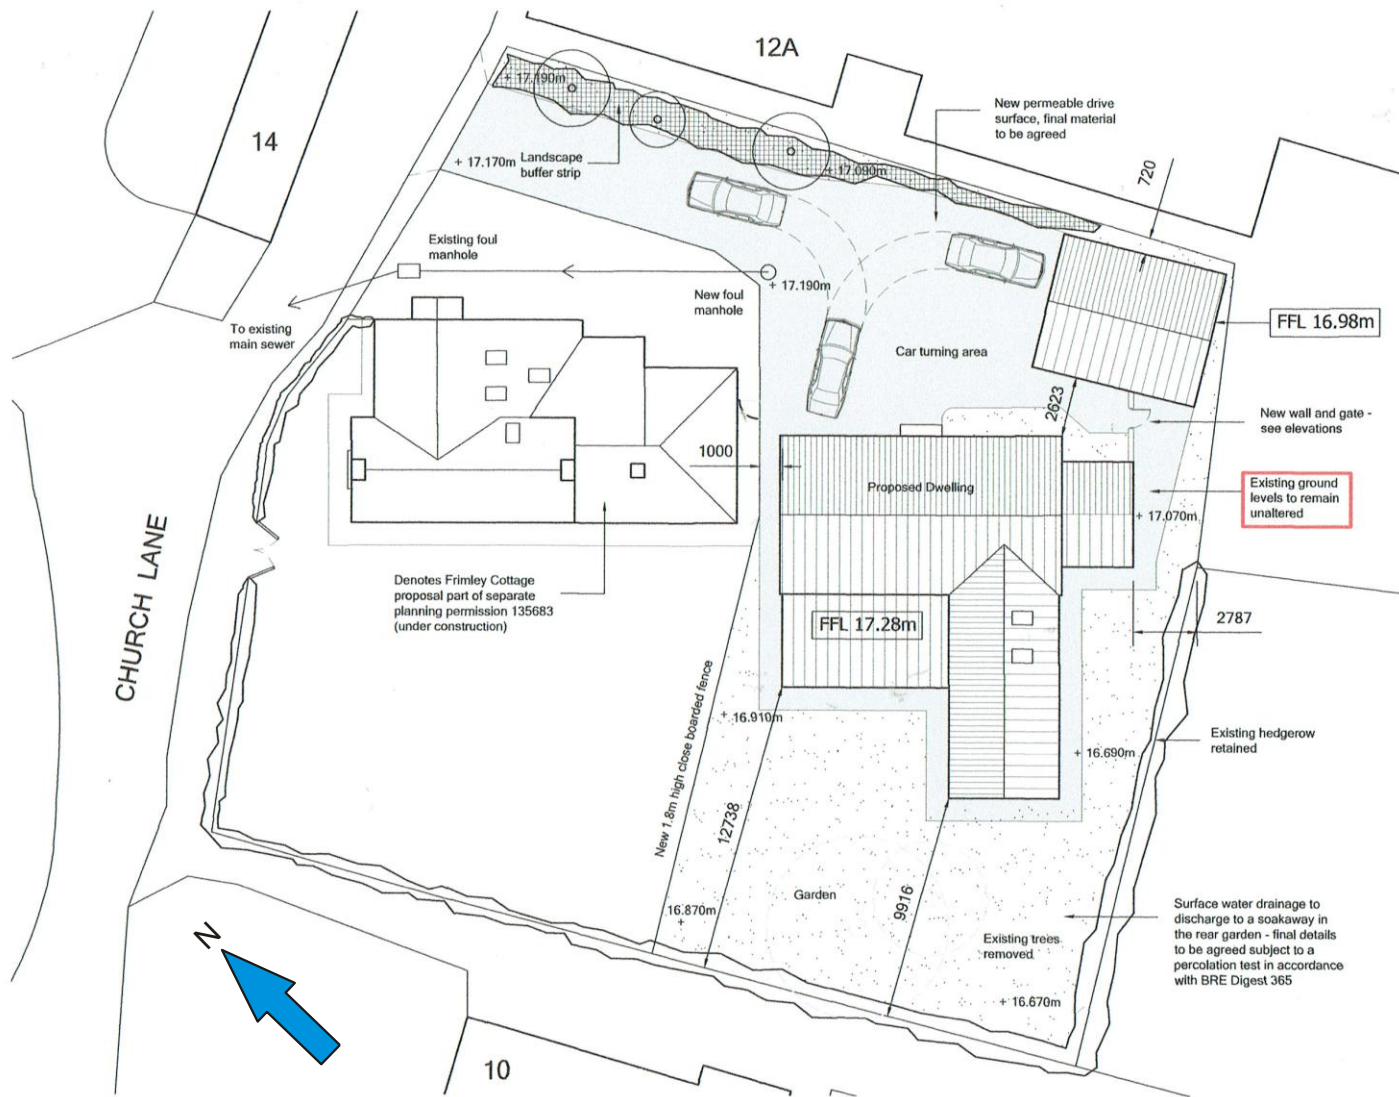 12A
14
+ 17.190m
New permeable drive
surface, final material
to be agreed
+ 17.170m
Landscape
buffer strip
+ 17.090m
720
Existing foul
manhole
+ 17.190m
New foul
manhole
To existing
main sewer
FFL 16.98m
Car turning area
2623
New wall and gate -
see elevations
1000
Proposed Dwelling
Existing ground
levels to remain
unaltered
+ 17.070m
CHURCH LANE
Denotes Frimley Cottage
proposal part of separate
planning permission 135683
(under construction)
FFL 17.28m
2787
New 1.8m high close boarded fence
+ 16.910m
+ 16.690m
Existing hedgerow
retained
12738
9916
Garden
16.870m
+
Existing trees
removed
Surface water drainage to
discharge to a soakaway in
the rear garden - final details
to be agreed subject to a
percolation test in accordance
with BRE Digest 365
+ 16.670m
N
10